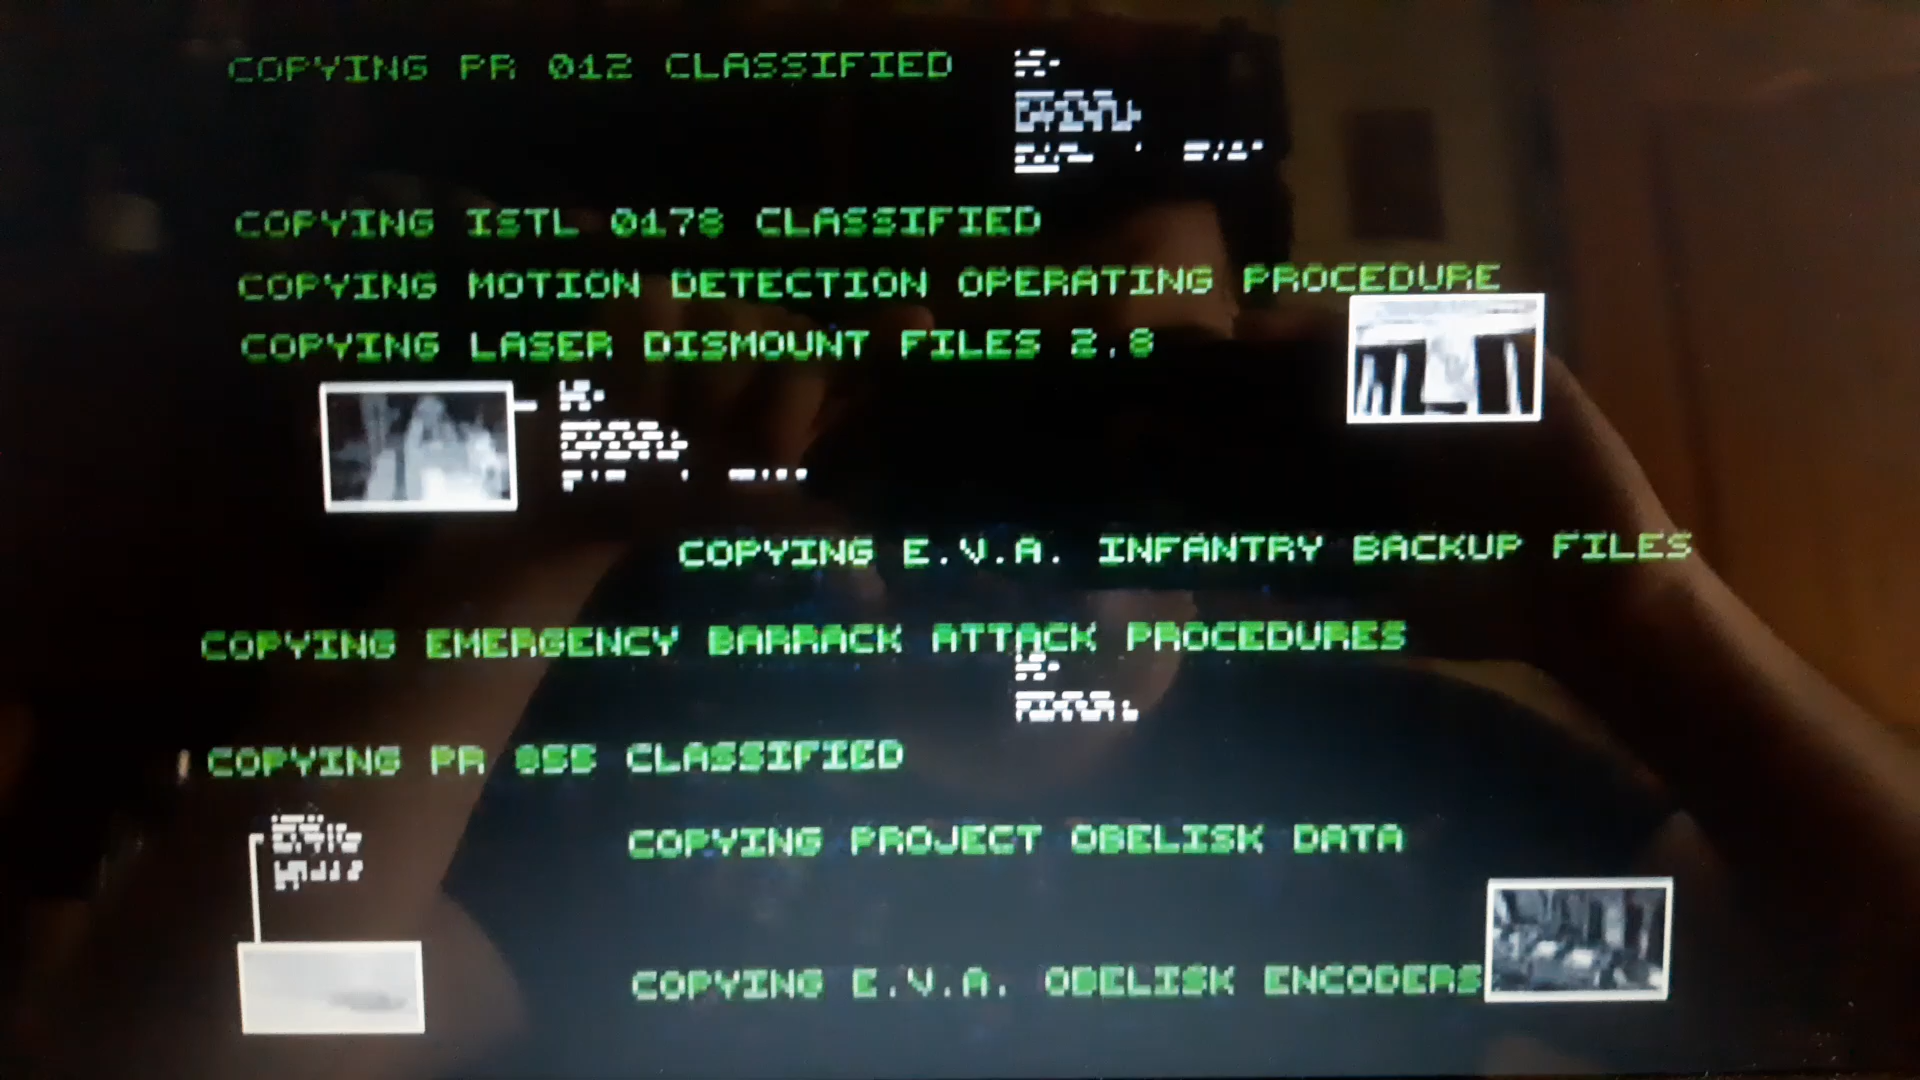 COPYING PR 012 CLASSIFIED
COPYING ISTL 0178 CLASSIFIED
COPYING MOTION DETECTION OPERATING PROCEDURE
COPYING LASER DISMOUNT FILES 2.8
COPYING E.V.A. INFANTRY BACKUP FILES
COPYING EMERGENCY BARRACK ATTACK PROCEDURES
COPYING PR CLASSIFIED
COPYING PROJECT OBELISK DATA
COPYING E.V.A. OBELISK ENCODERS